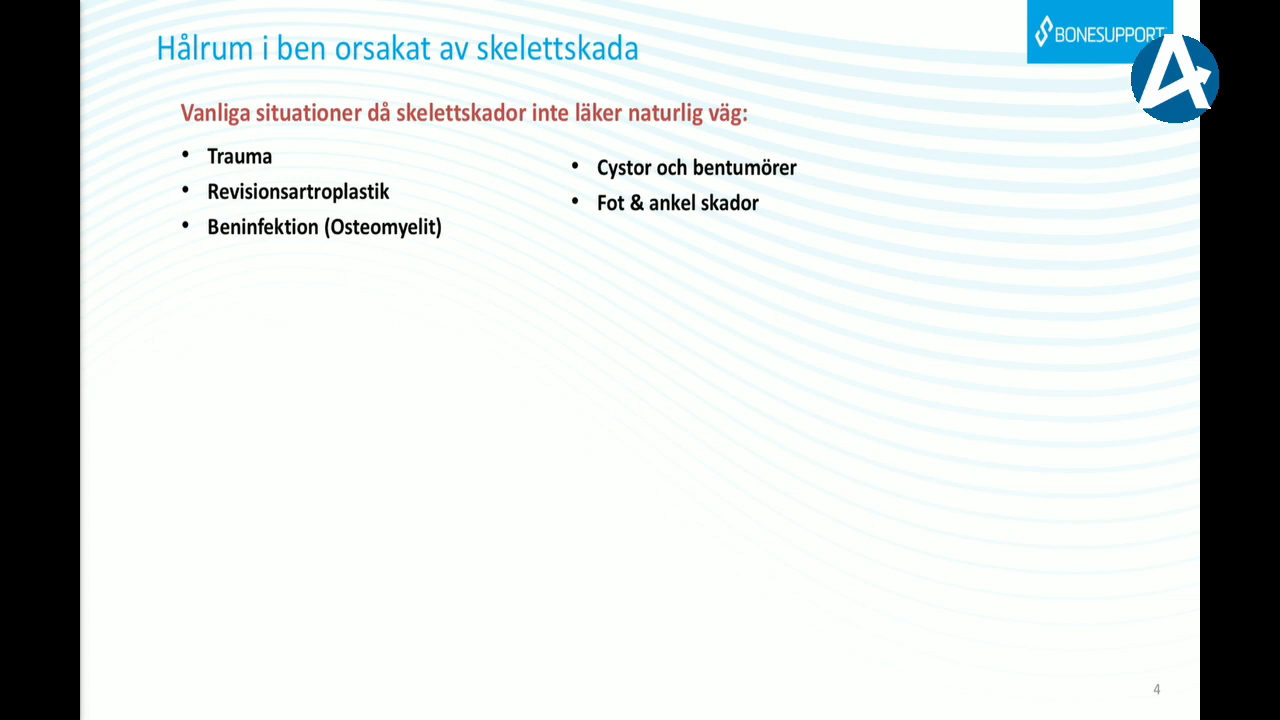 Hålrum i ben orsakat av skelettskada
BONESUPPORT
Vanliga situationer då skelettskador inte läker naturlig väg:
• Trauma
• Revisionsartroplastik
• Beninfektion (Osteomyelit)
• Cystor och bentumörer
• Fot & ankel skador
4